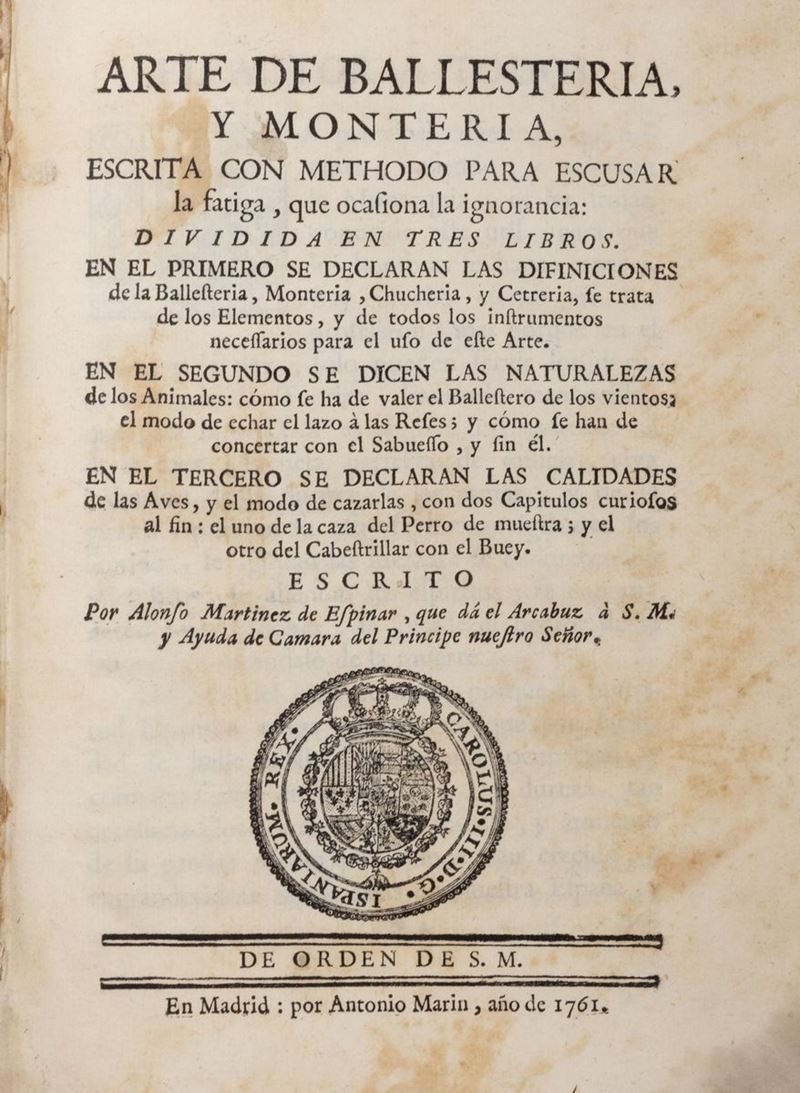 ARTE DE BALLESTERIA,
Y MONTERIA,
ESCRITA CON METHODO PARA ESCUSAR
la fatiga , que ocaſiona la ignorancia:
DIVIDIDA EN TRES LIBROS.
EN EL PRIMERO SE DECLARAN LAS DIFINICIONES
de la Balleſteria, Monteria , Chucheria, y Cetreria, ſe trata
de los Elementos, y de todos los inſtrumentos
neceſſarios para el uſo de eſte Arte.
EN EL SEGUNDO SE DICEN LAS NATURALEZAS
de los Animales: cómo ſe ha de valer el Balleſtero de los vientos;
el modo de echar el lazo à las Reſes; y cómo ſe han de
concertar con el Sabueſſo , y ſin él.
EN EL TERCERO SE DECLARAN LAS CALIDADES
de las Aves, y el modo de cazarlas , con dos Capitulos curioſos
al fin : el uno de la caza del Perro de mueſtra ; y el
otro del Cabeſtrillar con el Buey.
ESCRITO
Por Alonſo Martinez de Eſpinar , que dá el Arcabuz à S. M.
y Ayuda de Camara del Principe nueſtro Señor.
CAROLUS•III•D•G•
ISPANIARUM• REX•
DE ORDEN DE S. M.
En Madrid : por Antonio Marin , año de 1761.